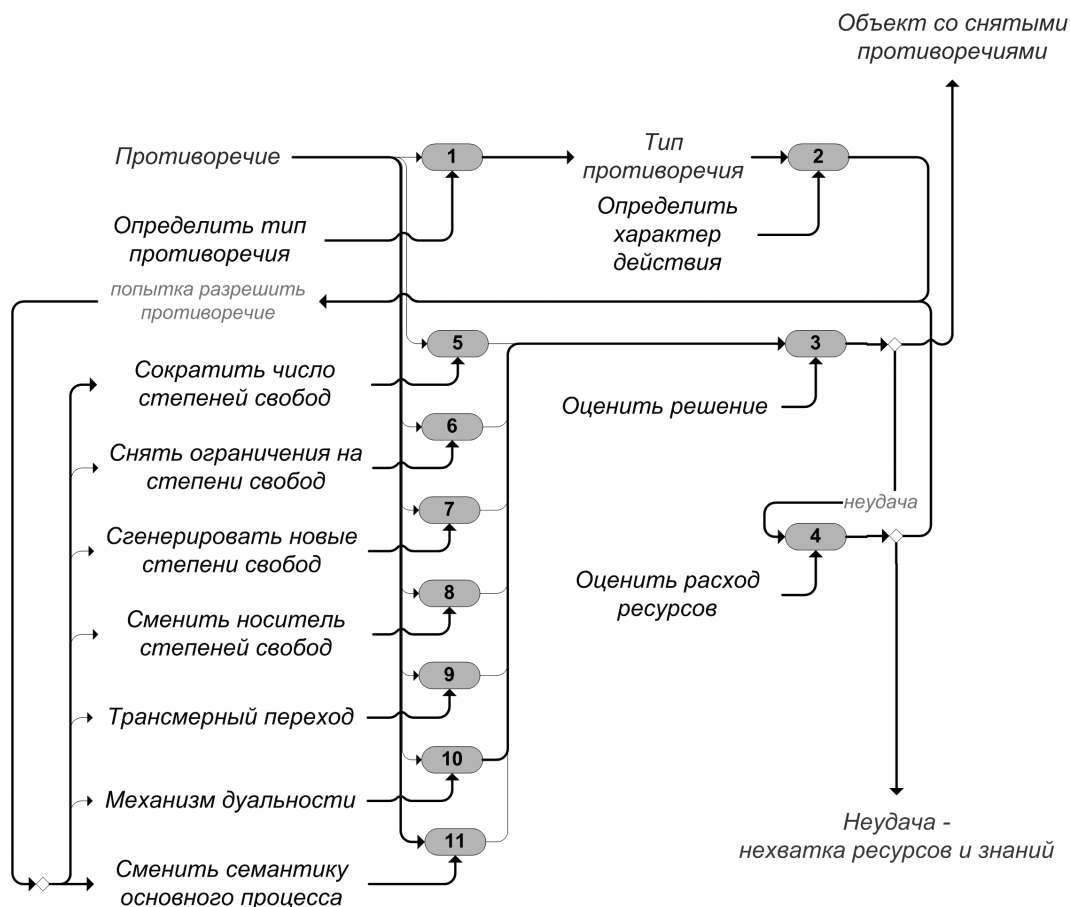 Объект со снятыми
противоречиями
Противоречие
1
Тип
противоречия
2
Определить тип
противоречия
Определить
характер
действия
попытка разрешить
противоречие
5
3
Сократить число
степеней свобод
Оценить решение
6
Снять ограничения на
степени свобод
7
неудача
Сгенерировать новые
степени свобод
4
8
Оценить расход
ресурсов
Сменить носитель
степеней свобод
9
Трансмерный переход
10
Механизм дуальности
11
Неудача -
нехватка ресурсов и знаний
Сменить семантику
основного процесса